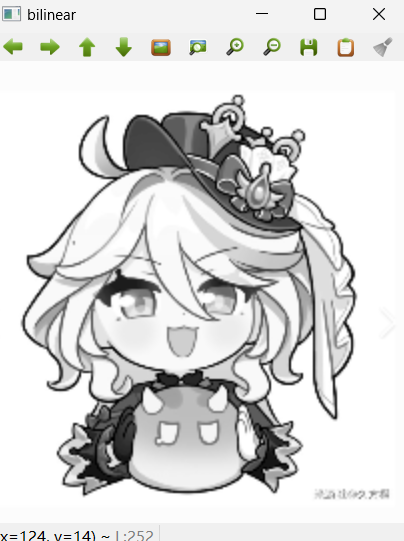 bilinear
x=124, y=14) ~ L:252